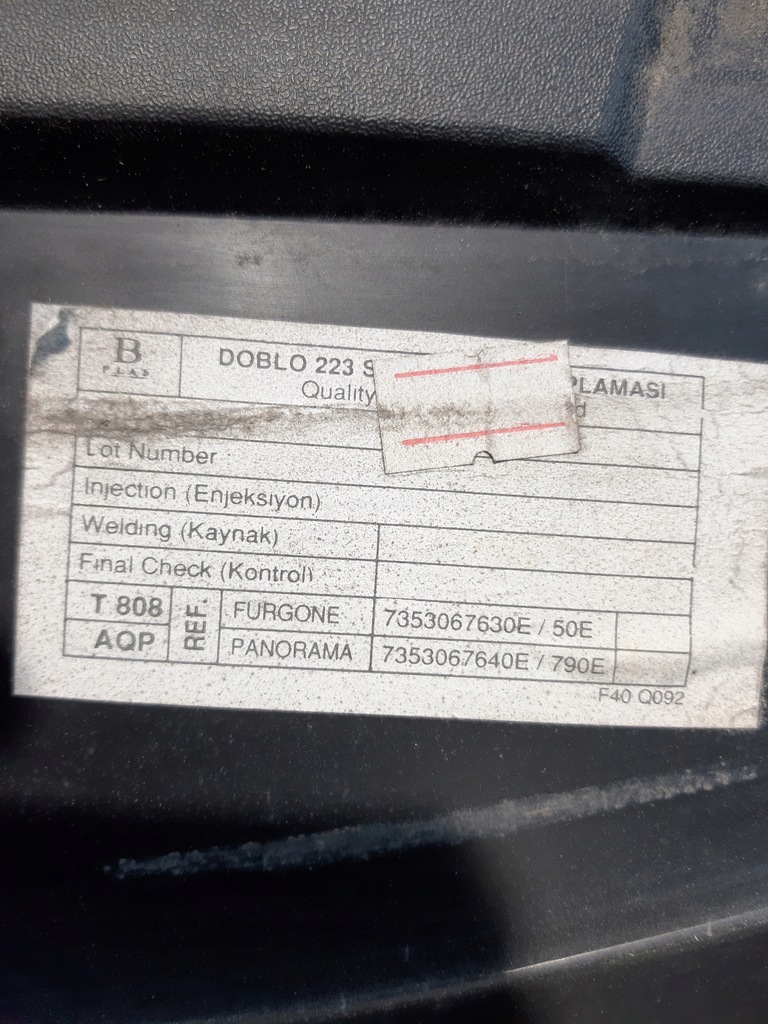 B
P L A S
DOBLO 223 S
PLAMASI
Quality
d
Lot Number
Injection (Enjeksiyon)
Welding (Kaynak)
Final Check (Kontrol)
T 808
AQP
REF.
FURGONE 7353067630E / 50E
PANORAMA 7353067640E / 790E
F40 Q092